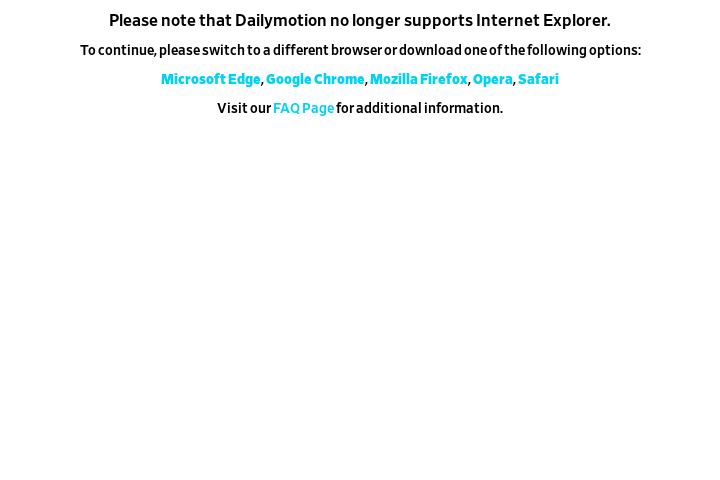 Please note that Dailymotion no longer supports Internet Explorer.
To continue, please switch to a different browser or download one of the following options:
Microsoft Edge, Google Chrome, Mozilla Firefox, Opera, Safari
Visit our FAQ Page for additional information.